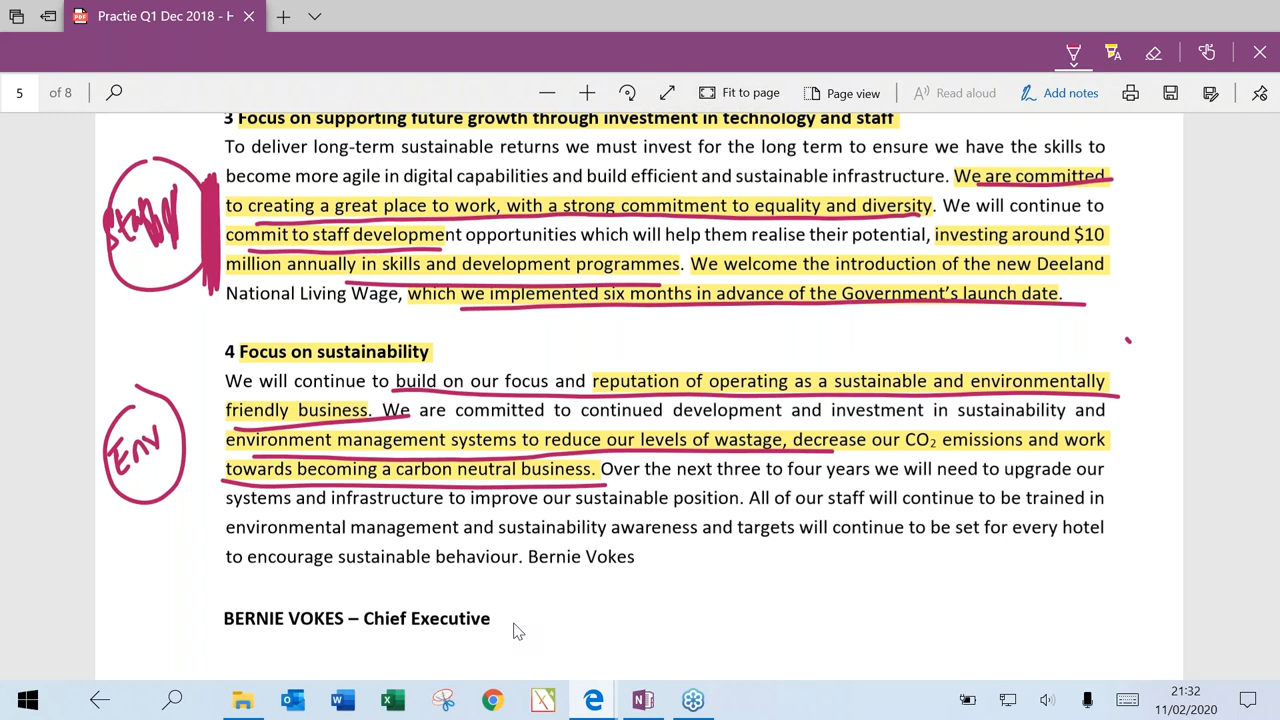 Practie Q1 Dec 2018 - H
5 of 8
Fit to page
Page view
Read aloud
Add notes
3 Focus on supporting future growth through investment in technology and staff
To deliver long-term sustainable returns we must invest for the long term to ensure we have the skills to
become more agile in digital capabilities and build efficient and sustainable infrastructure. We are committed
to creating a great place to work, with a strong commitment to equality and diversity. We will continue to
commit to staff development opportunities which will help them realise their potential, investing around $10
million annually in skills and development programmes. We welcome the introduction of the new Deeland
National Living Wage, which we implemented six months in advance of the Government's launch date.
Staff
4 Focus on sustainability
We will continue to build on our focus and reputation of operating as a sustainable and environmentally
friendly business. We are committed to continued development and investment in sustainability and
environment management systems to reduce our levels of wastage, decrease our CO₂ emissions and work
towards becoming a carbon neutral business. Over the next three to four years we will need to upgrade our
systems and infrastructure to improve our sustainable position. All of our staff will continue to be trained in
environmental management and sustainability awareness and targets will continue to be set for every hotel
to encourage sustainable behaviour. Bernie Vokes
Env
BERNIE VOKES – Chief Executive
21:32
11/02/2020